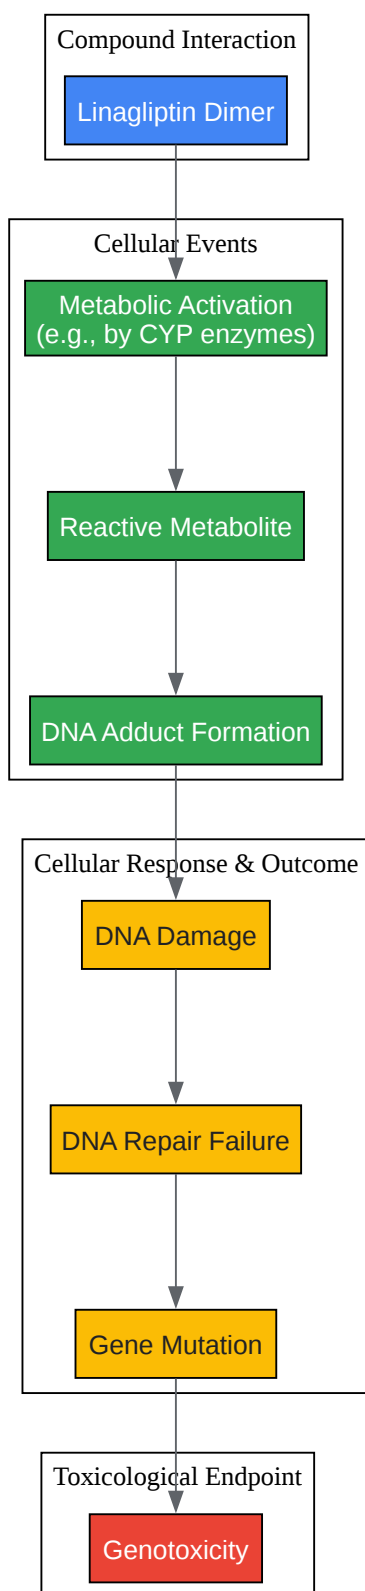 Compound Interaction
Linagliptin Dimer
Cellular Events
Metabolic Activation
(e.g., by CYP enzymes)
Reactive Metabolite
DNA Adduct Formation
Cellular Response & Outcome
DNA Damage
DNA Repair Failure
Gene Mutation
Toxicological Endpoint
Genotoxicity